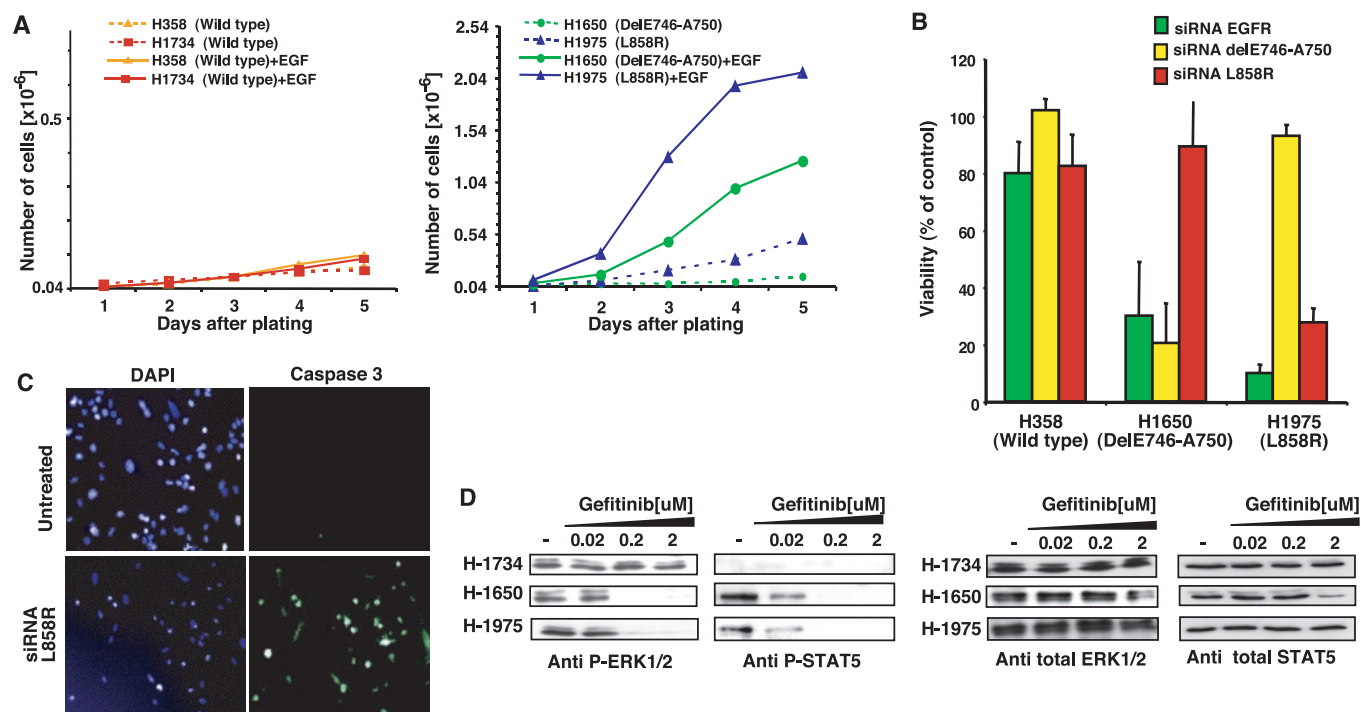 A
H358 (Wild type)
H1734 (Wild type)
H358 (Wild type)+EGF
H1734 (Wild type)+EGF
Number of cells [x10-6]
0.5
0.04
1 2 3 4 5
Days after plating
H1650 (DelE746-A750)
H1975 (L858R)
H1650 (DelE746-A750)+EGF
H1975 (L858R)+EGF
Number of cells [x10-6]
2.54
2.04
1.54
1.04
0.54
0.04
1 2 3 4 5
Days after plating
B
siRNA EGFR
siRNA delE746-A750
siRNA L858R
Viability (% of control)
120
100
80
60
40
20
0
H358
(Wild type)
H1650
(DelE746-A750)
H1975
(L858R)
C
DAPI
Caspase 3
Untreated
siRNA
L858R
D
Gefitinib[uM]
- 0.02 0.2 2
Gefitinib[uM]
- 0.02 0.2 2
H-1734
H-1650
H-1975
Anti P-ERK1/2
Anti P-STAT5
Gefitinib[uM]
- 0.02 0.2 2
Gefitinib[uM]
- 0.02 0.2 2
H-1734
H-1650
H-1975
Anti total ERK1/2
Anti total STAT5